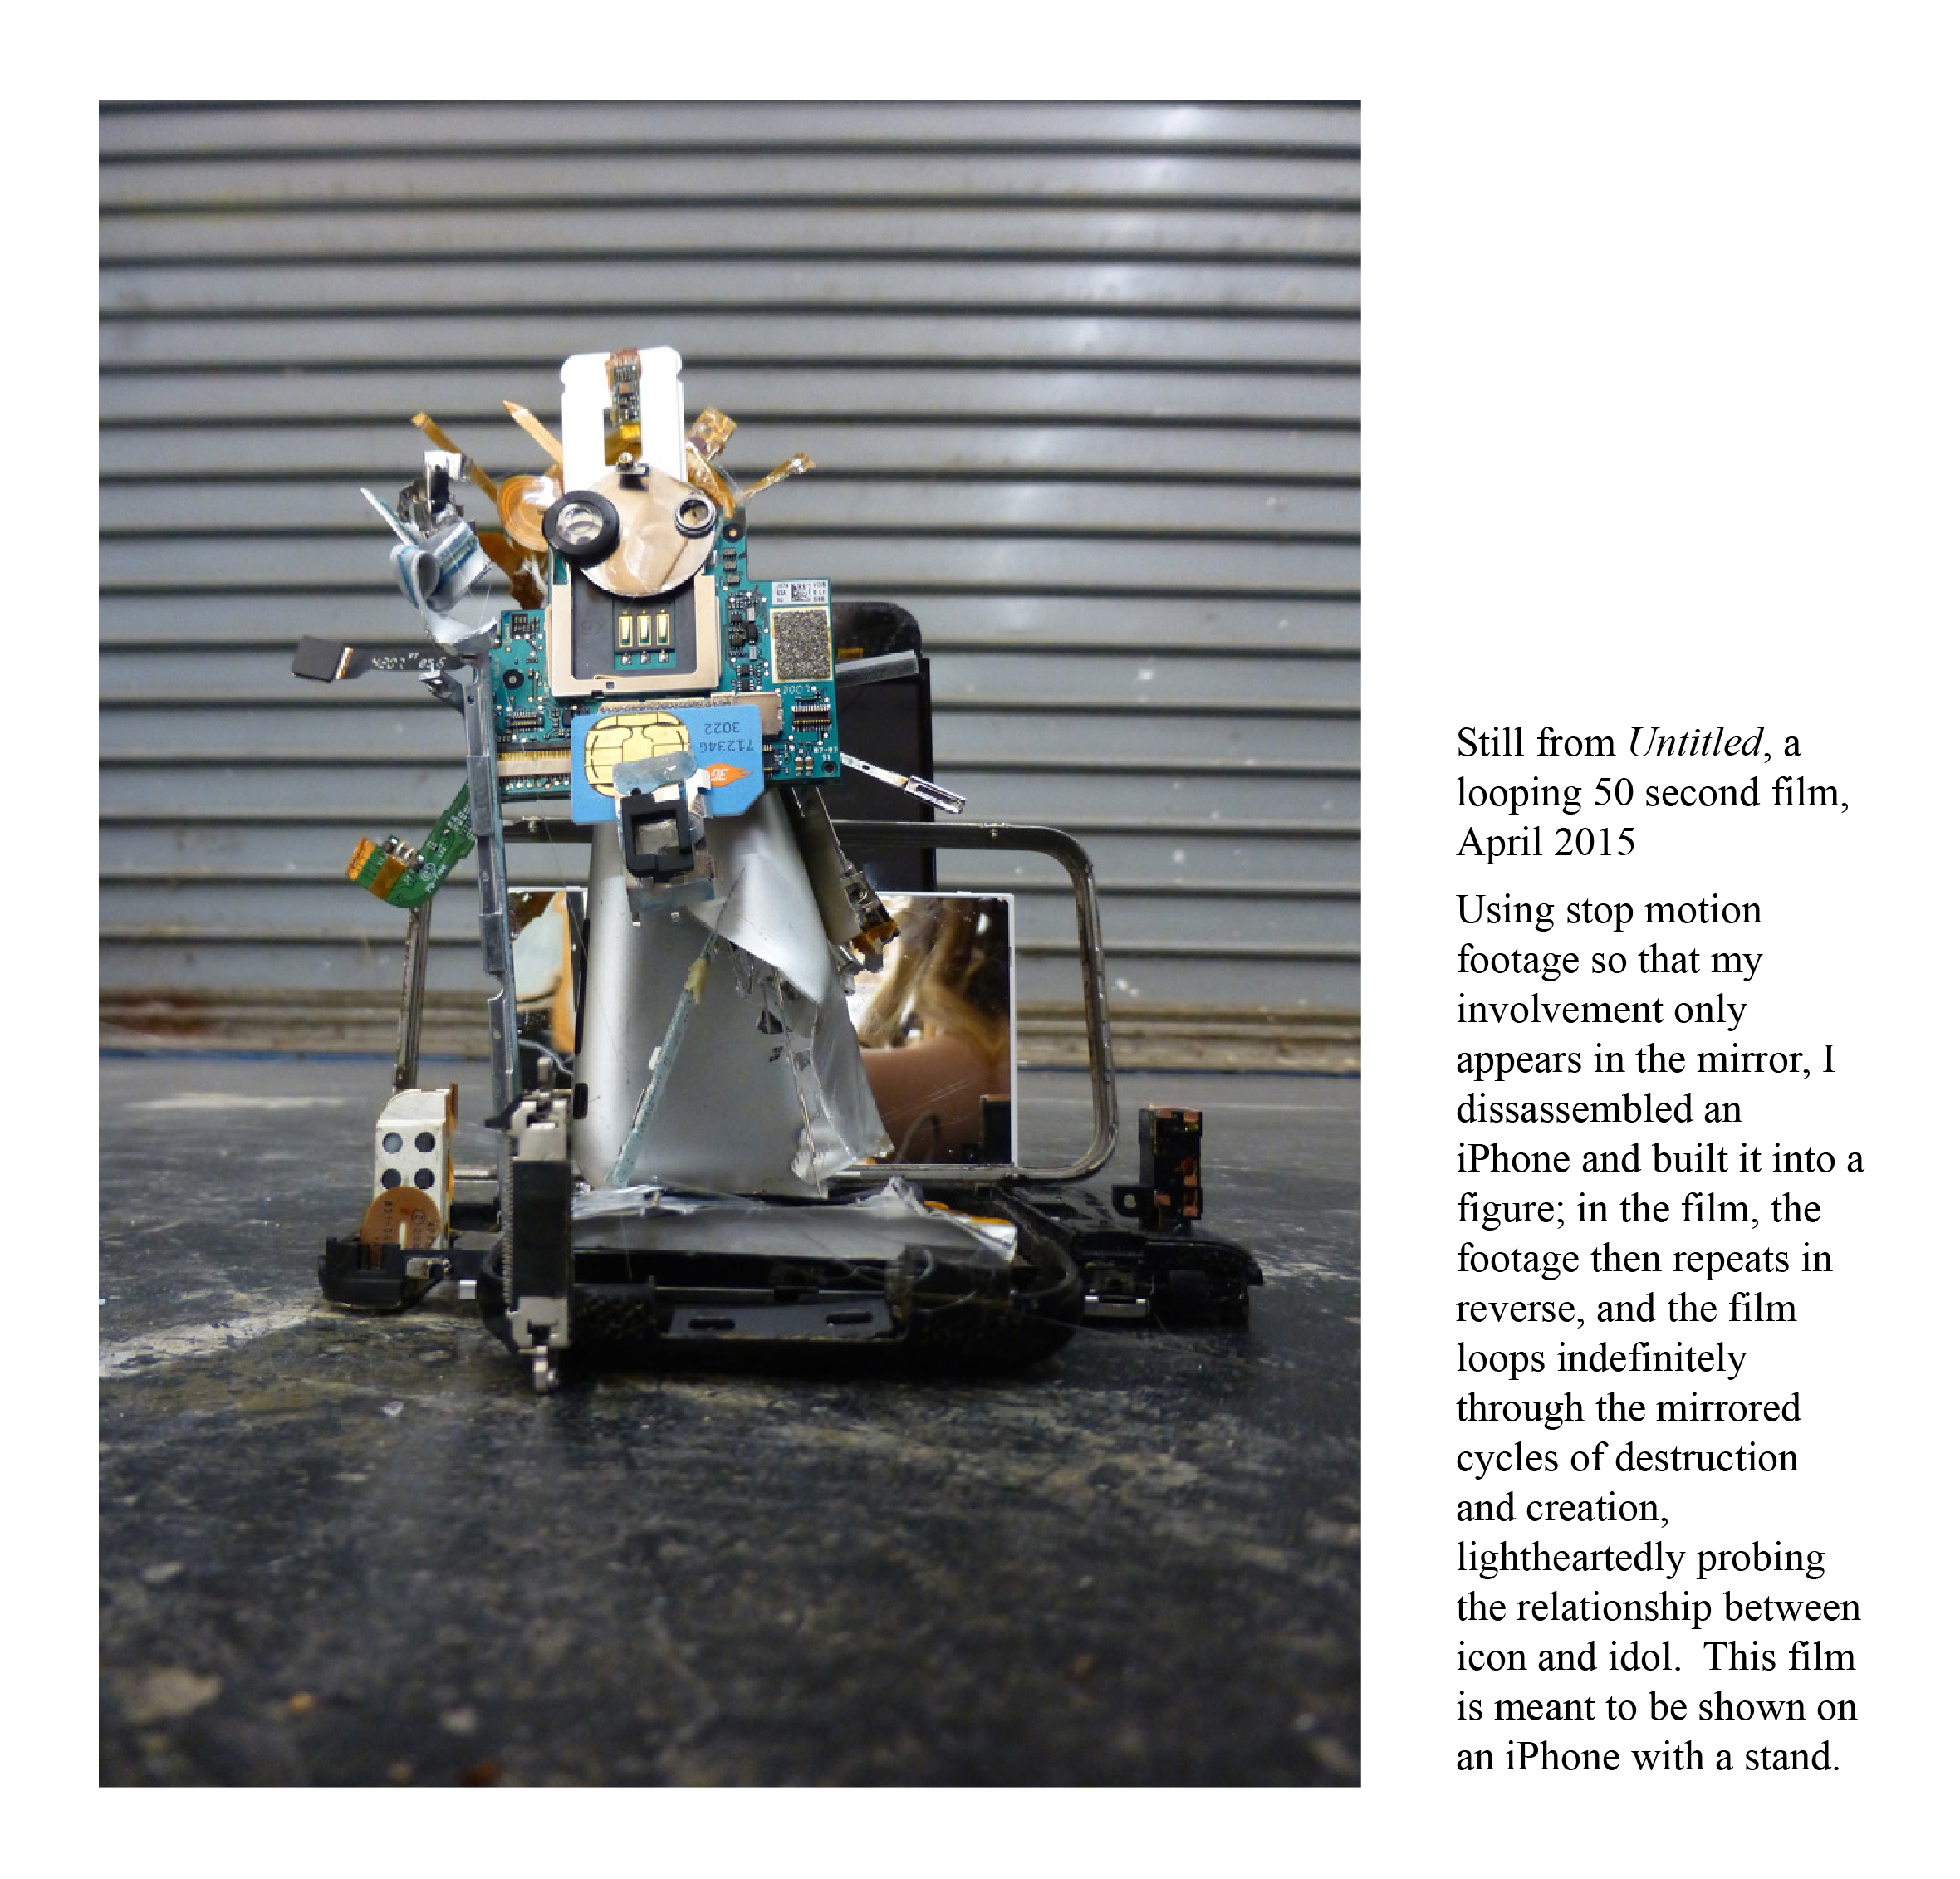 Still from Untitled, a
looping 50 second film,
April 2015
Using stop motion
footage so that my
involvement only
appears in the mirror, I
dissassembled an
iPhone and built it into a
figure; in the film, the
footage then repeats in
reverse, and the film
loops indefinitely
through the mirrored
cycles of destruction
and creation,
lightheartedly probing
the relationship between
icon and idol. This film
is meant to be shown on
an iPhone with a stand.
71234G
3022
3G